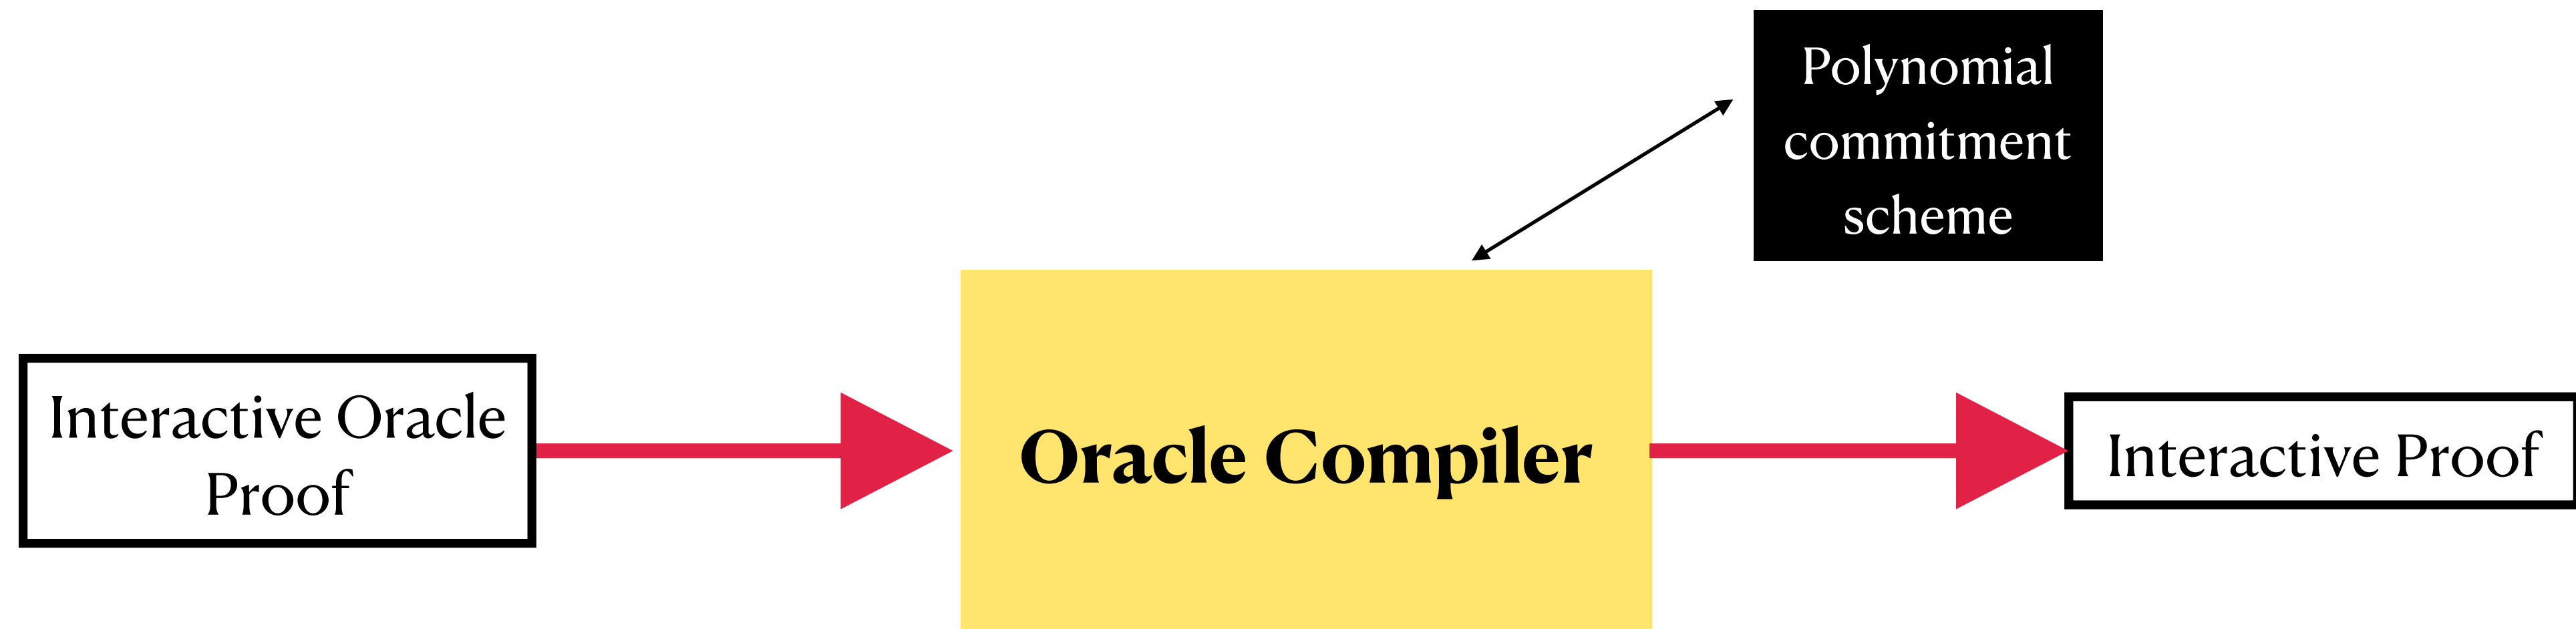 Polynomial
commitment
scheme
Interactive Oracle
Proof
Oracle Compiler
Interactive Proof